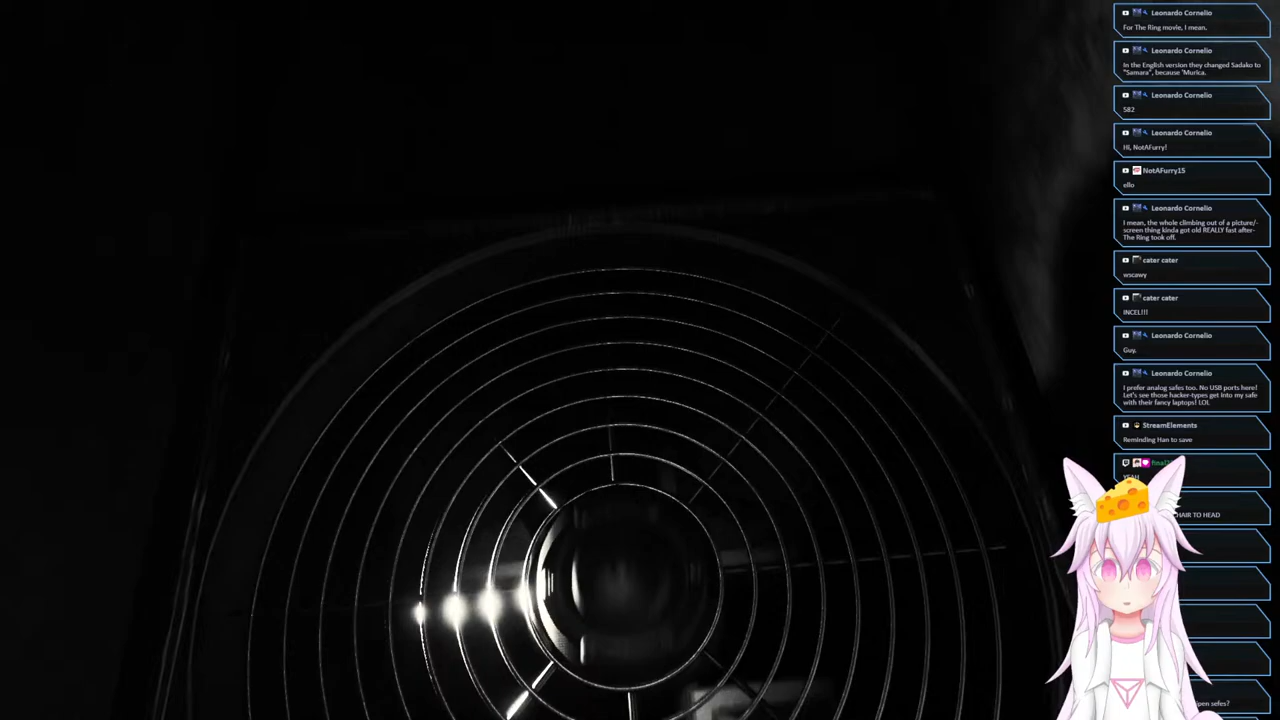 Leonardo Cornelio
For The Ring movie, I mean.
Leonardo Cornelio
In the English version they changed Sadako to
"Samara", because 'Murica.
Leonardo Cornelio
582
Leonardo Cornelio
Hi, NotAFurry!
NotAFurry15
ello
Leonardo Cornelio
I mean, the whole climbing out of a picture/-
screen thing kinda got old REALLY fast after-
The Ring took off.
cater cater
wscawy
cater cater
INCEL!!!
Leonardo Cornelio
Guy.
Leonardo Cornelio
I prefer analog safes too. No USB ports here!
Let's see those hacker-types get into my safe
with their fancy laptops! LOL
StreamElements
Reminding Han to save
YEAH
HAIR TO HEAD